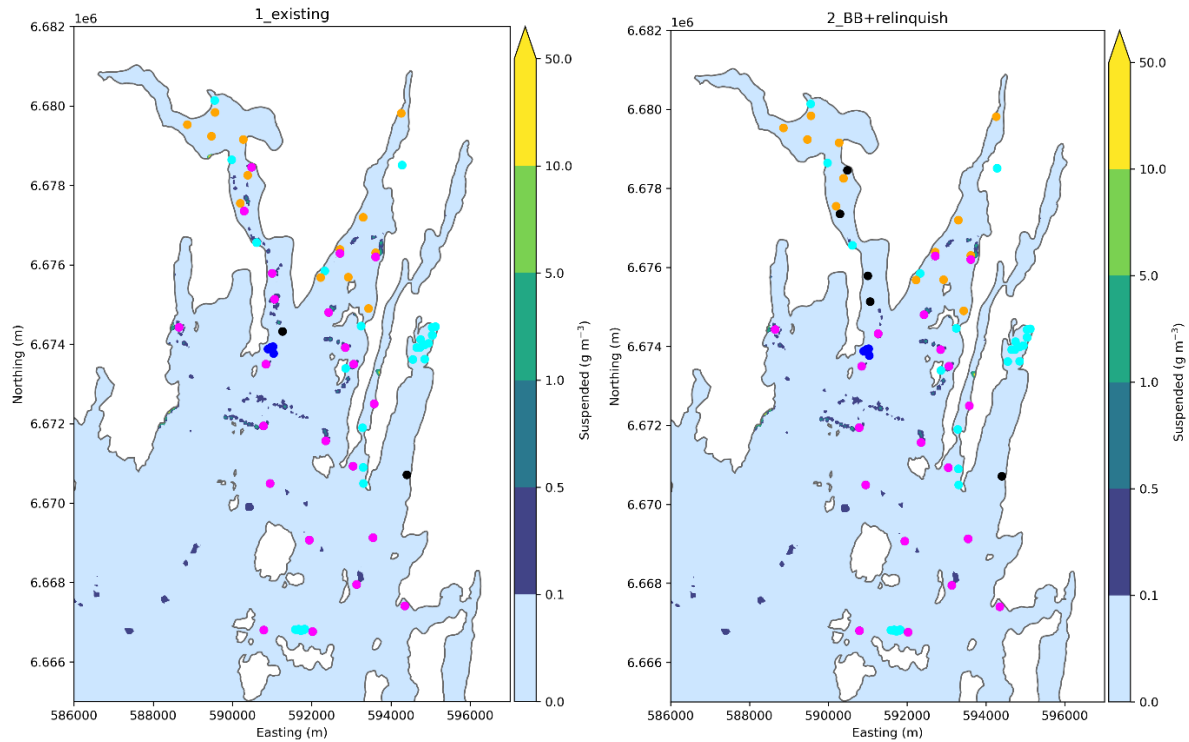 1_existing
1e6
6.682
6.680
6.678
6.676
6.674
6.672
6.670
6.668
6.666
Northing (m)
586000 588000 590000 592000 594000 596000
Easting (m)
50.0
10.0
5.0
1.0
0.5
0.1
0.0
Suspended (g m⁻³)
2_BB+relinquish
1e6
6.682
6.680
6.678
6.676
6.674
6.672
6.670
6.668
6.666
Northing (m)
586000 588000 590000 592000 594000 596000
Easting (m)
50.0
10.0
5.0
1.0
0.5
0.1
0.0
Suspended (g m⁻³)